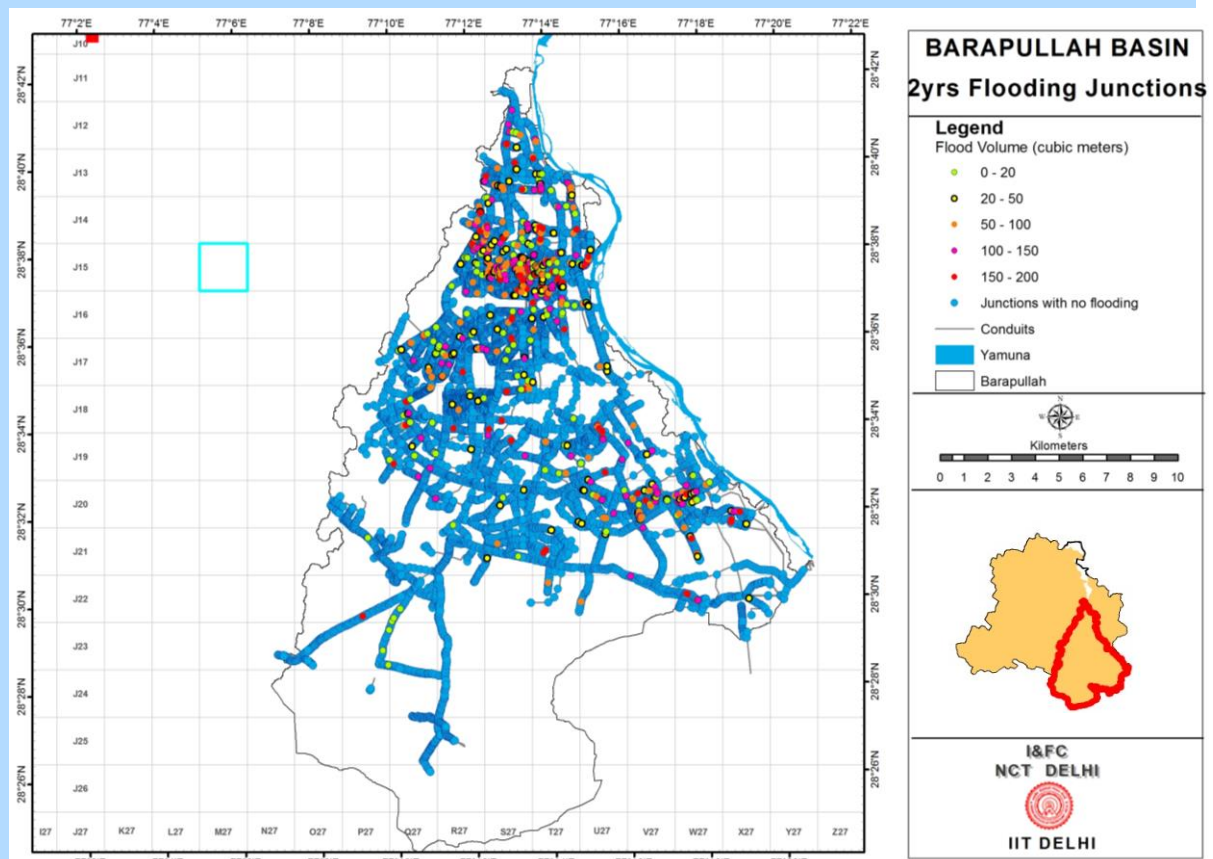 77°2'E 77°4'E 77°6'E 77°8'E 77°10'E 77°12'E 77°14'E 77°16'E 77°18'E 77°20'E 77°22'E
J10
J11
J12
J13
J14
J15
J16
J17
J18
J19
J20
J21
J22
J23
J24
J25
J26
I27 J27 K27 L27 M27 N27 O27 P27 Q27 R27 S27 T27 U27 V27 W27 X27 Y27 Z27
28°42'N
28°40'N
28°38'N
28°36'N
28°34'N
28°32'N
28°30'N
28°28'N
28°26'N
28°42'N
28°40'N
28°38'N
28°36'N
28°34'N
28°32'N
28°30'N
28°28'N
28°26'N
BARAPULLAH BASIN
2yrs Flooding Junctions
Legend
Flood Volume (cubic meters)
0 - 20
20 - 50
50 - 100
100 - 150
150 - 200
Junctions with no flooding
Conduits
Yamuna
Barapullah
N
W E
S
Kilometers
0 1 2 3 4 5 6 7 8 9 10
I&FC
NCT DELHI
IIT DELHI